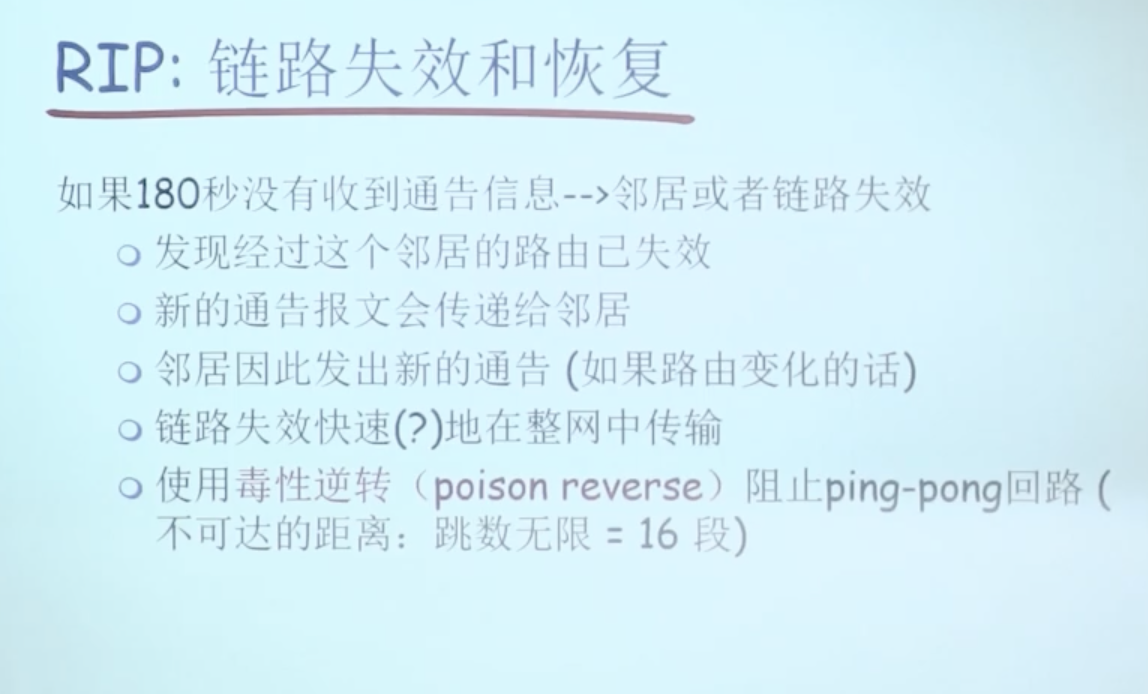 RIP: 链路失效和恢复
如果180秒没有收到通告信息-->邻居或者链路失效
发现经过这个邻居的路由已失效
新的通告报文会传递给邻居
邻居因此发出新的通告 (如果路由变化的话)
链路失效快速(?)地在整网中传输
使用毒性逆转（poison reverse）阻止ping-pong回路 (
不可达的距离：跳数无限 = 16 段)